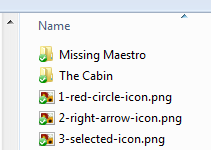 Name
Missing Maestro
The Cabin
1-red-circle-icon.png
2-right-arrow-icon.png
3-selected-icon.png